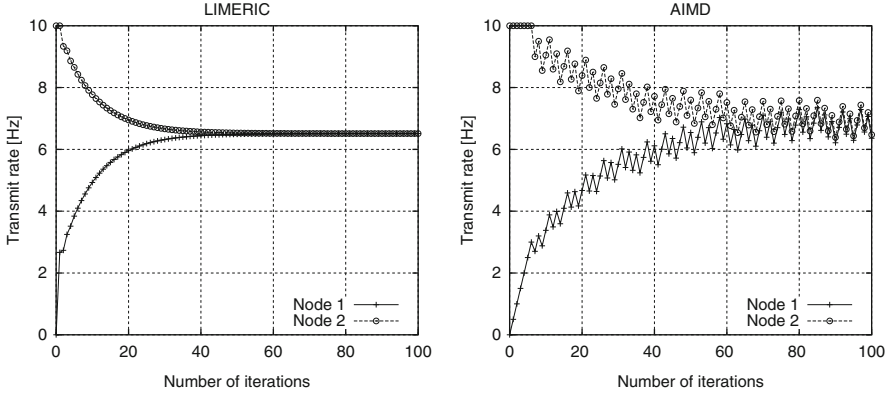 LIMERIC
Transmit rate [Hz]
10
8
6
4
2
0
0 20 40 60 80 100
Number of iterations
Node 1
Node 2
AIMD
Transmit rate [Hz]
10
8
6
4
2
0
0 20 40 60 80 100
Number of iterations
Node 1
Node 2